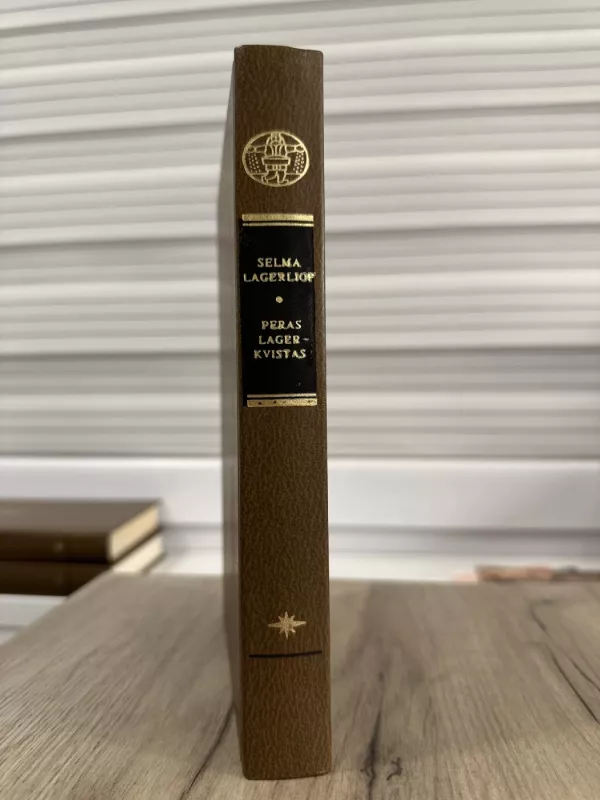 SELMA
LAGERLIOF
•
PERAS
LAGER-
KVISTAS